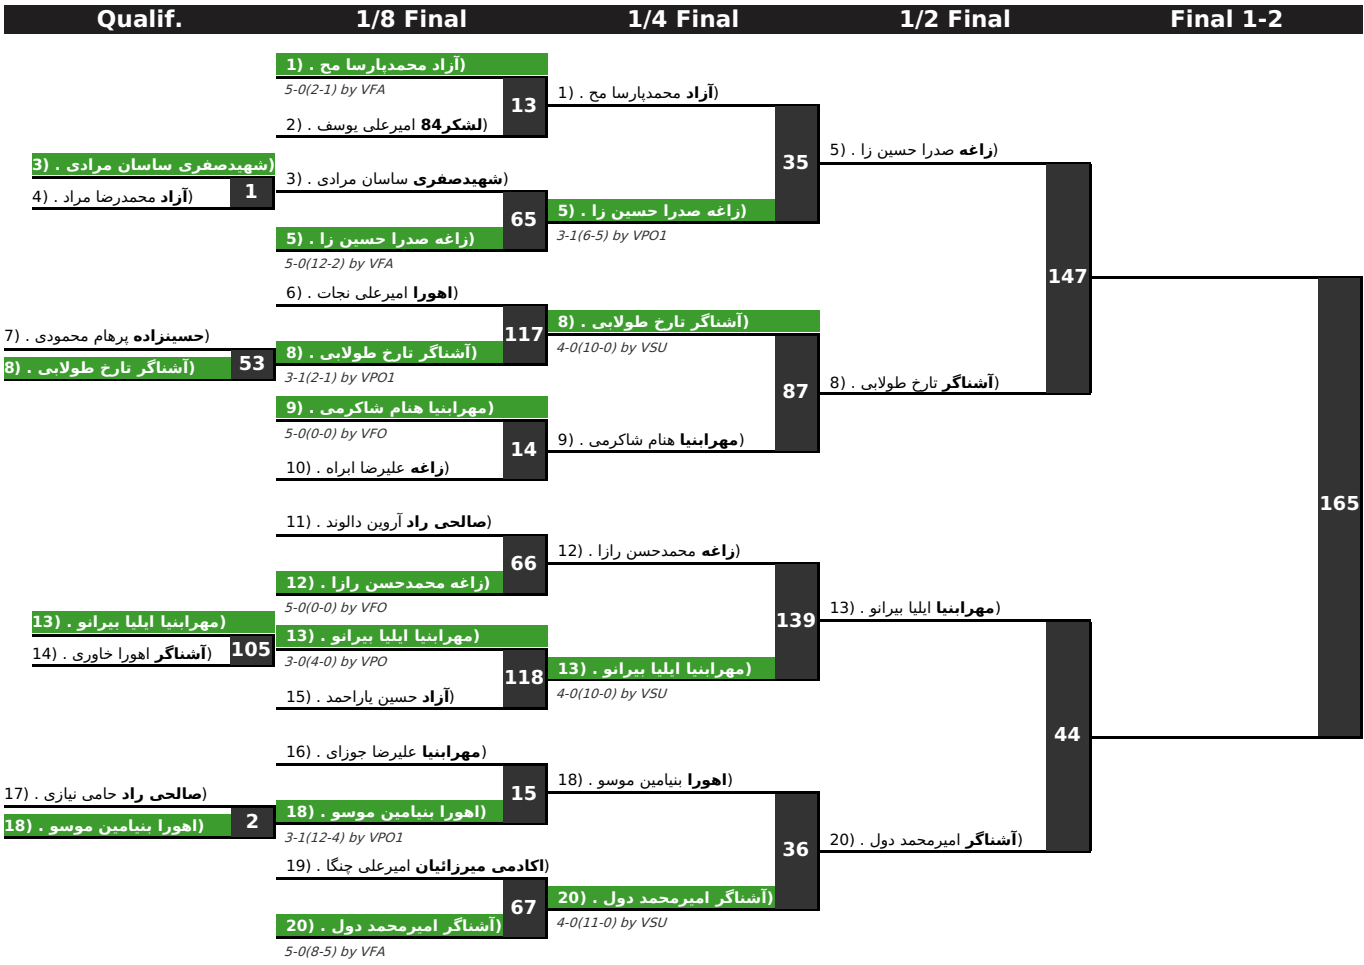 Qualif.
1/8 Final
1/4 Final
1/2 Final
Final 1-2
3) . شهیدصفری ساسان مرادی)
1
4) . آزاد محمدرضا مراد)
7) . حسینزاده پرهام محمودی)
53
8) . آشناگر تارخ طولابی)
13) . مهرابنیا ایلیا بیرانو)
105
14) . آشناگر اهورا خاوری)
17) . صالحی راد حامی نیازی)
2
18) . اهورا بنیامین موسو)
1) . آزاد محمدپارسا مح)
5-0(2-1) by VFA
13
2) . لشکر84 امیرعلی یوسف)
3) . شهیدصفری ساسان مرادی)
65
5) . زاغه صدرا حسین زا)
5-0(12-2) by VFA
6) . اهورا امیرعلی نجات)
117
8) . آشناگر تارخ طولابی)
3-1(2-1) by VPO1
9) . مهرابنیا هنام شاکرمی)
5-0(0-0) by VFO
14
10) . زاغه علیرضا ابراه)
11) . صالحی راد آروین دالوند)
66
12) . زاغه محمدحسن رازا)
5-0(0-0) by VFO
13) . مهرابنیا ایلیا بیرانو)
3-0(4-0) by VPO
118
15) . آزاد حسین یاراحمد)
16) . مهرابنیا علیرضا جوزای)
15
18) . اهورا بنیامین موسو)
3-1(12-4) by VPO1
19) . اکادمی میرزائیان امیرعلی چنگا)
67
20) . آشناگر امیرمحمد دول)
5-0(8-5) by VFA
1) . آزاد محمدپارسا مح)
35
5) . زاغه صدرا حسین زا)
3-1(6-5) by VPO1
8) . آشناگر تارخ طولابی)
4-0(10-0) by VSU
87
9) . مهرابنیا هنام شاکرمی)
12) . زاغه محمدحسن رازا)
139
13) . مهرابنیا ایلیا بیرانو)
4-0(10-0) by VSU
18) . اهورا بنیامین موسو)
36
20) . آشناگر امیرمحمد دول)
4-0(11-0) by VSU
5) . زاغه صدرا حسین زا)
147
8) . آشناگر تارخ طولابی)
13) . مهرابنیا ایلیا بیرانو)
44
20) . آشناگر امیرمحمد دول)
165